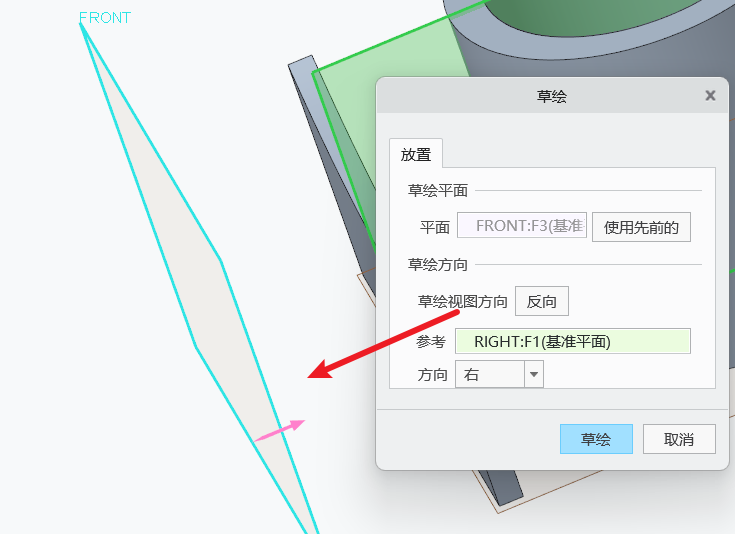 FRONT
草绘
放置
草绘平面
平面 FRONT:F3(基准 使用先前的
草绘方向
草绘视图方向 反向
参考 RIGHT:F1(基准平面)
方向 右
草绘 取消